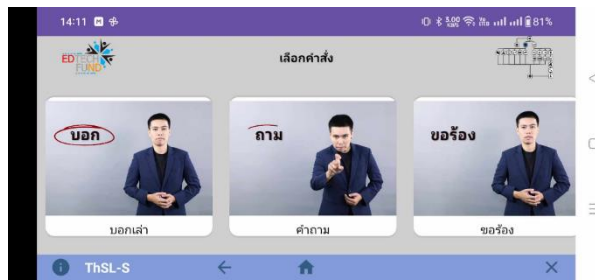 14:11
81%
EDTECH
FUND
เลือกคำสั่ง
บอก
ถาม
ขอร้อง
บอกเล่า
คำถาม
ขอร้อง
ThSL-S